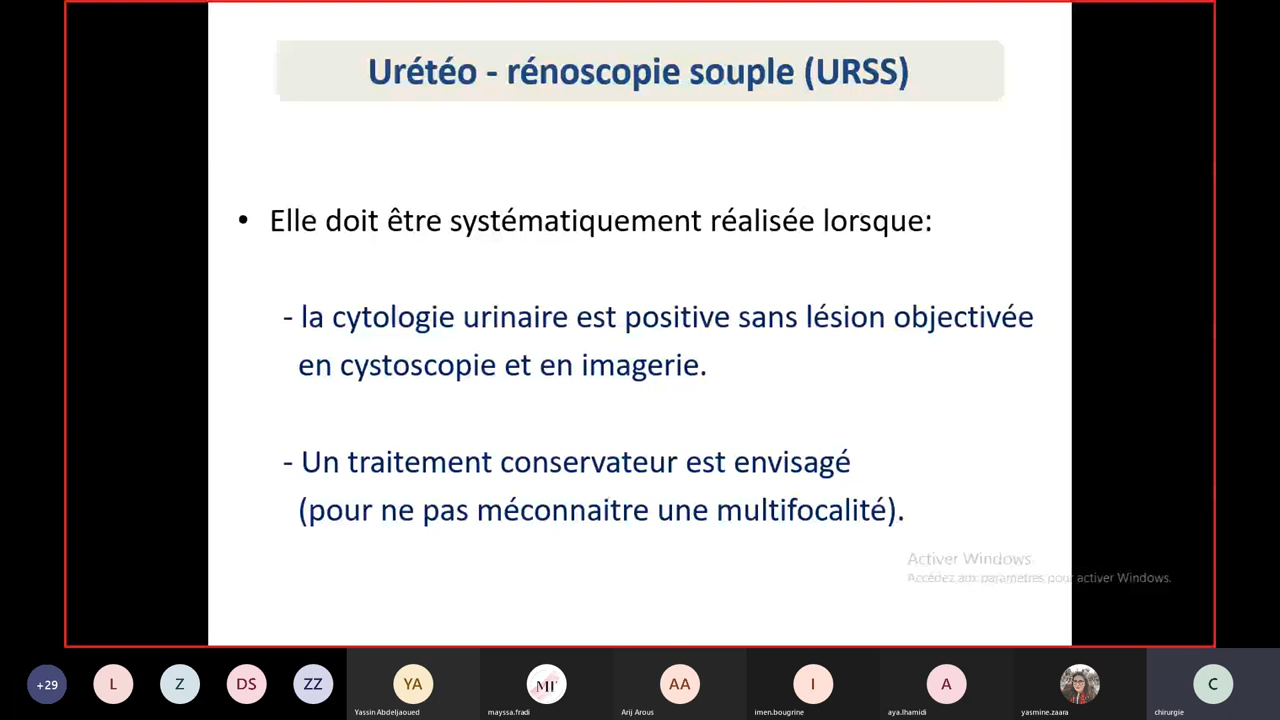 Urétéo - rénoscopie souple (URSS)
• Elle doit être systématiquement réalisée lorsque:
- la cytologie urinaire est positive sans lésion objectivée
en cystoscopie et en imagerie.
- Un traitement conservateur est envisagé
(pour ne pas méconnaitre une multifocalité).
Activer Windows
Accédez aux paramètres pour activer Windows.
+29 L Z DS ZZ YA MF AA I A C
Yassin Abdeljaoued mayssa.fradi Arij Arous imen.bougrine aya.lhamidi yasmine.zaara chirurgie